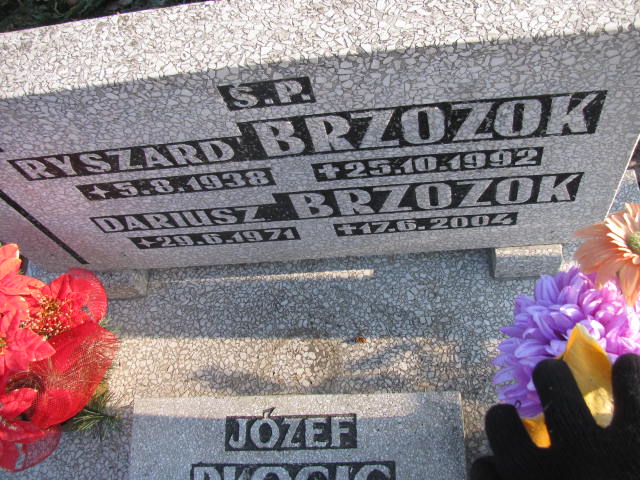 Ś.P.
RYSZARD BRZOZOK
★5.8.1938 ✝25.10.1992
DARIUSZ BRZOZOK
★29.6.1971 ✝17.6.2004
JÓZEF